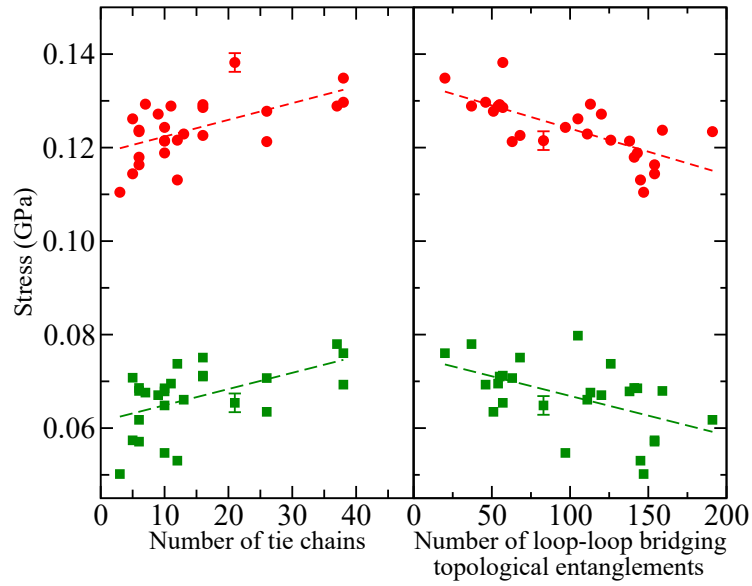 0.14
0.12
0.10
0.08
0.06
Stress (GPa)
0 10 20 30 40
0 50 100 150 200
Number of tie chains
Number of loop-loop bridging
topological entanglements